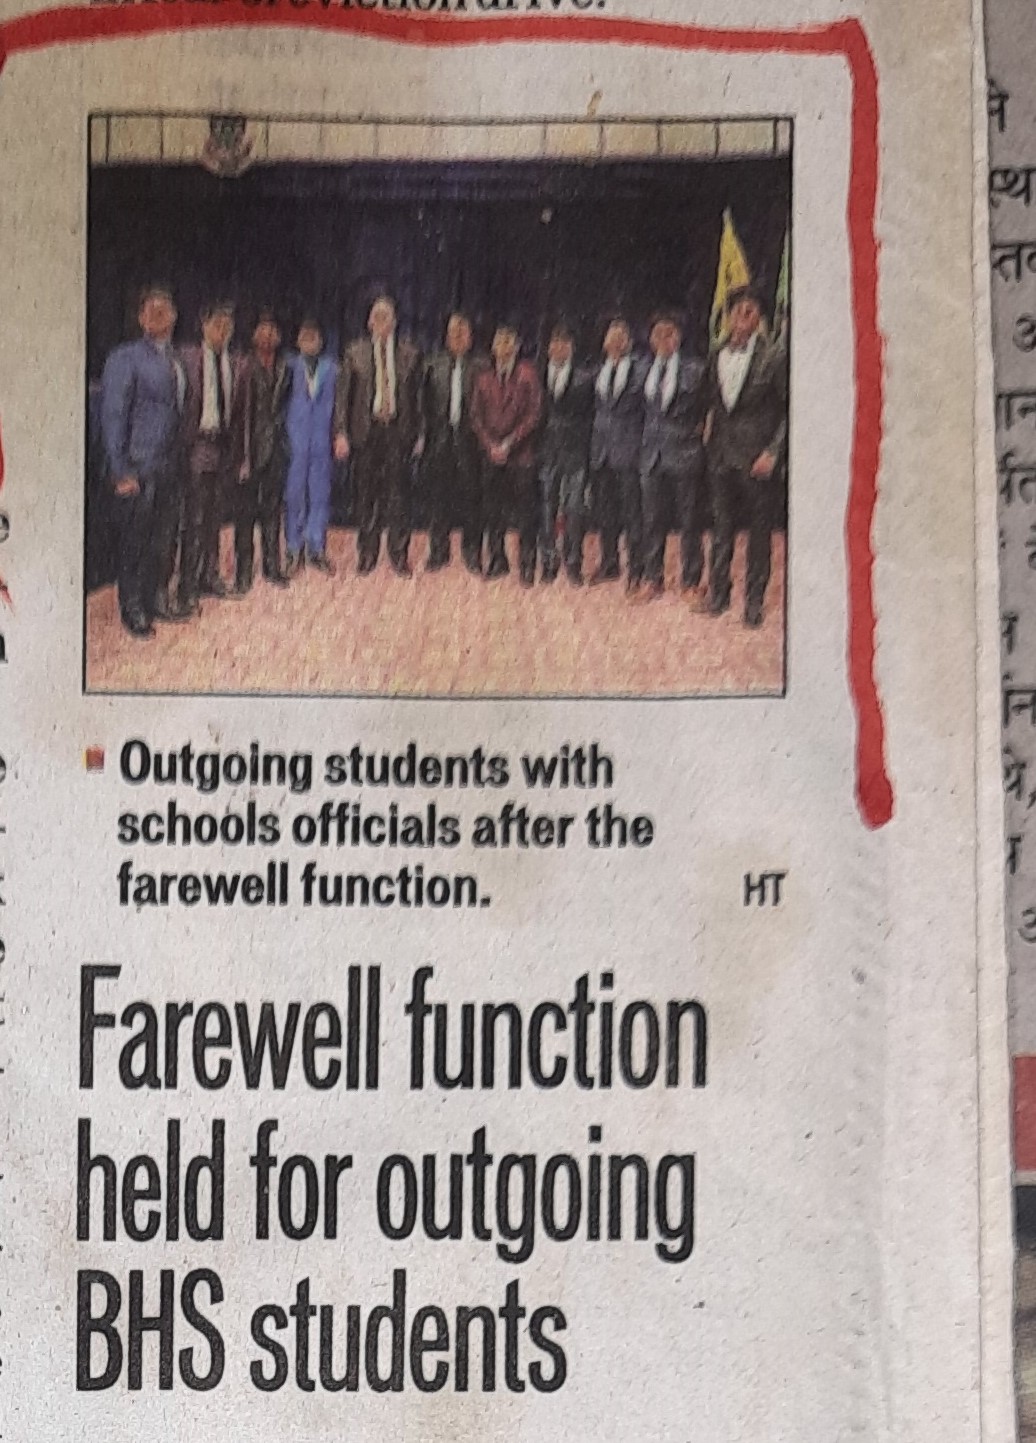 Outgoing students with
schools officials after the
farewell function.
HT
Farewell function
held for outgoing
BHS students